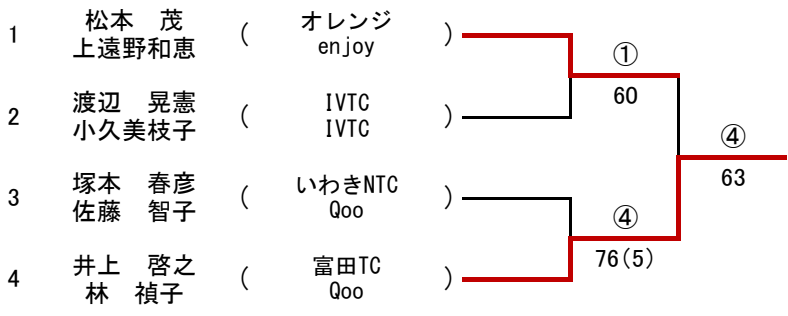 1 松本　茂 ( オレンジ )
上遠野和恵 enjoy
①
60
2 渡辺　晃憲 ( IVTC )
小久美枝子 IVTC
④
63
3 塚本　春彦 ( いわきNTC )
佐藤　智子 Qoo
④
76(5)
4 井上　啓之 ( 富田TC )
林　禎子 Qoo